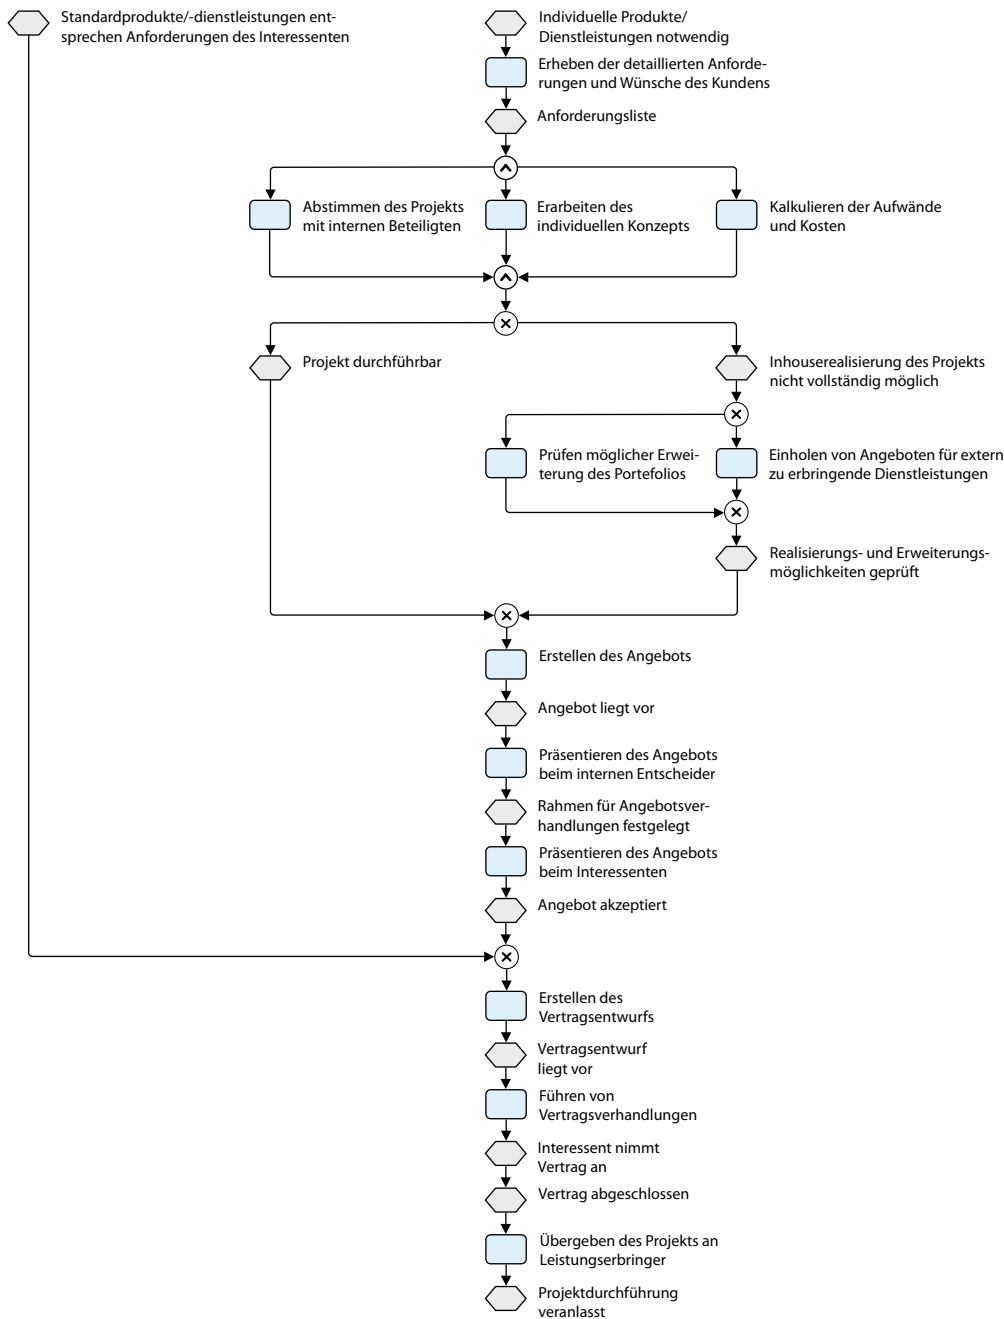 Standardprodukte/-dienstleistungen ent-
sprechen Anforderungen des Interessenten
Individuelle Produkte/
Dienstleistungen notwendig
Erheben der detaillierten Anforde-
rungen und Wünsche des Kundens
Anforderungsliste
Abstimmen des Projekts
mit internen Beteiligten
Erarbeiten des
individuellen Konzepts
Kalkulieren der Aufwände
und Kosten
Projekt durchführbar
Inhouserealisierung des Projekts
nicht vollständig möglich
Prüfen möglicher Erwei-
terung des Portefolios
Einholen von Angeboten für extern
zu erbringende Dienstleistungen
Realisierungs- und Erweiterungs-
möglichkeiten geprüft
Erstellen des Angebots
Angebot liegt vor
Präsentieren des Angebots
beim internen Entscheider
Rahmen für Angebotsver-
handlungen festgelegt
Präsentieren des Angebots
beim Interessenten
Angebot akzeptiert
Erstellen des
Vertragsentwurfs
Vertragsentwurf
liegt vor
Führen von
Vertragsverhandlungen
Interessent nimmt
Vertrag an
Vertrag abgeschlossen
Übergeben des Projekts an
Leistungserbringer
Projektdurchführung
veranlasst